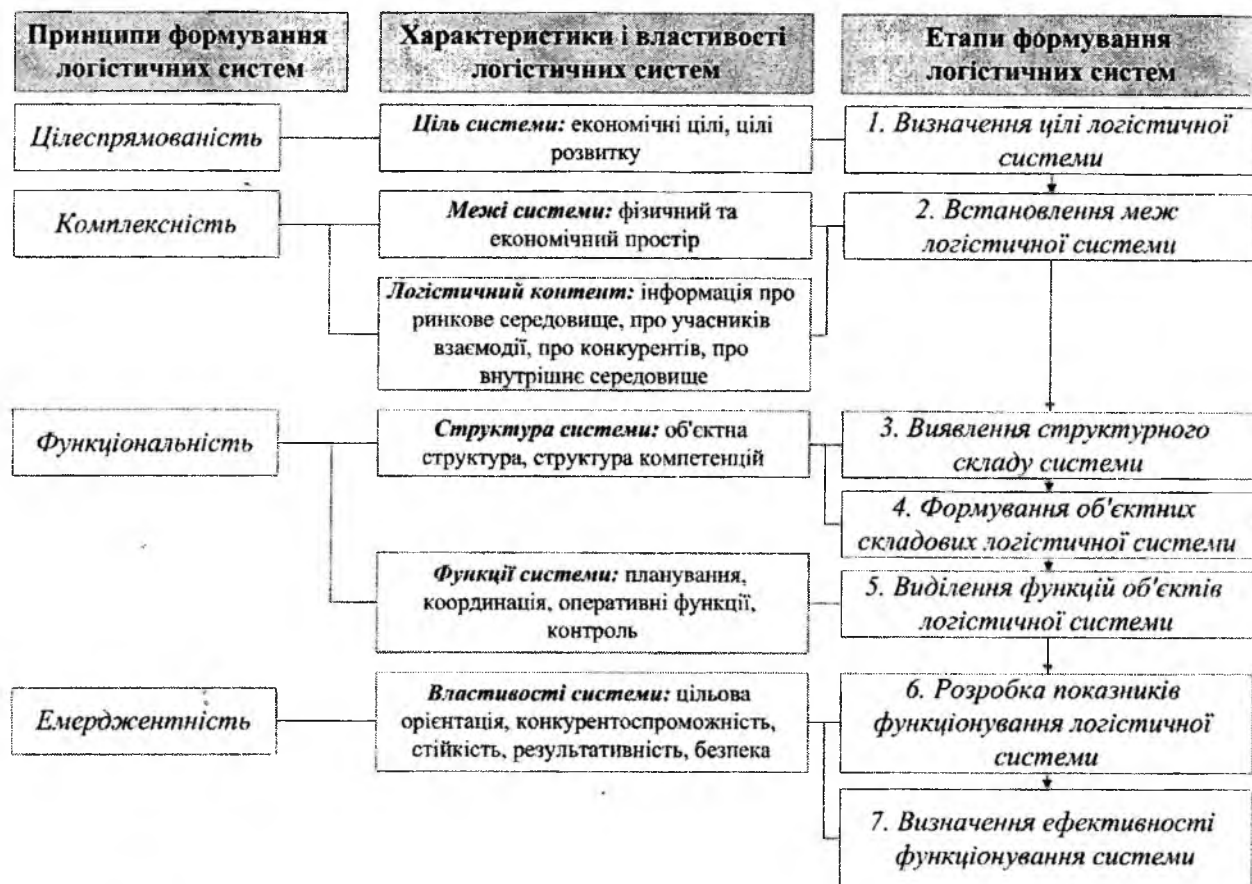 Принципи формування
логістичних систем
Характеристики і властивості
логістичних систем
Етапи формування
логістичних систем
Цілеспрямованість
Ціль системи: економічні цілі, цілі
розвитку
1. Визначення цілі логістичної
системи
Комплексність
Межі системи: фізичний та
економічний простір
2. Встановлення меж
логістичної системи
Логістичний контент: інформація про
ринкове середовище, про учасників
взаємодії, про конкурентів, про
внутрішнє середовище
Функціональність
Структура системи: об'єктна
структура, структура компетенцій
3. Виявлення структурного
складу системи
4. Формування об'єктних
складових логістичної системи
Функції системи: планування,
координація, оперативні функції,
контроль
5. Виділення функцій об'єктів
логістичної системи
Емерджентність
Властивості системи: цільова
орієнтація, конкурентоспроможність,
стійкість, результативність, безпека
6. Розробка показників
функціонування логістичної
системи
7. Визначення ефективності
функціонування системи